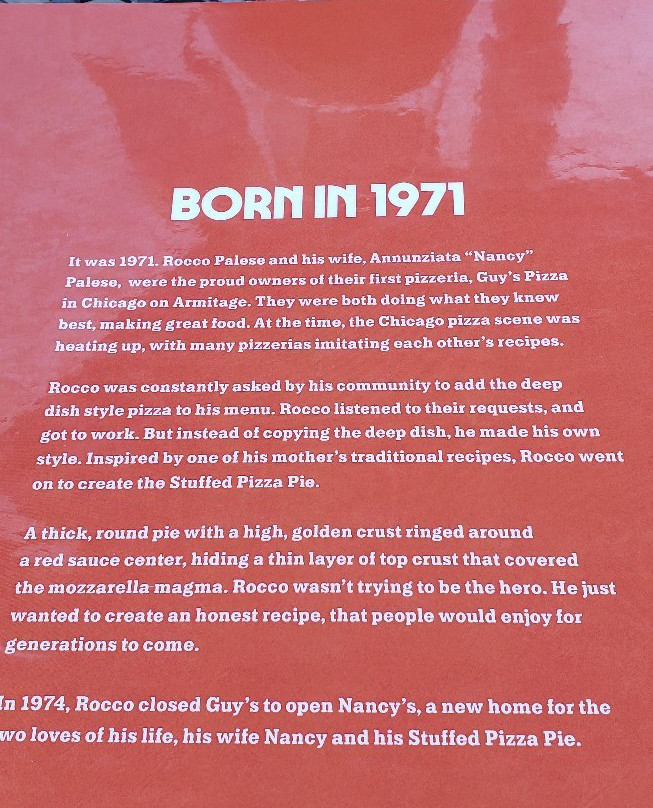 BORN IN 1971
It was 1971. Rocco Palese and his wife, Annunziata “Nancy”
Palese, were the proud owners of their first pizzeria, Guy’s Pizza
in Chicago on Armitage. They were both doing what they knew
best, making great food. At the time, the Chicago pizza scene was
heating up, with many pizzerias imitating each other’s recipes.
Rocco was constantly asked by his community to add the deep
dish style pizza to his menu. Rocco listened to their requests, and
got to work. But instead of copying the deep dish, he made his own
style. Inspired by one of his mother’s traditional recipes, Rocco went
on to create the Stuffed Pizza Pie.
A thick, round pie with a high, golden crust ringed around
a red sauce center, hiding a thin layer of top crust that covered
the mozzarella magma. Rocco wasn’t trying to be the hero. He just
wanted to create an honest recipe, that people would enjoy for
generations to come.
In 1974, Rocco closed Guy’s to open Nancy’s, a new home for the
wo loves of his life, his wife Nancy and his Stuffed Pizza Pie.